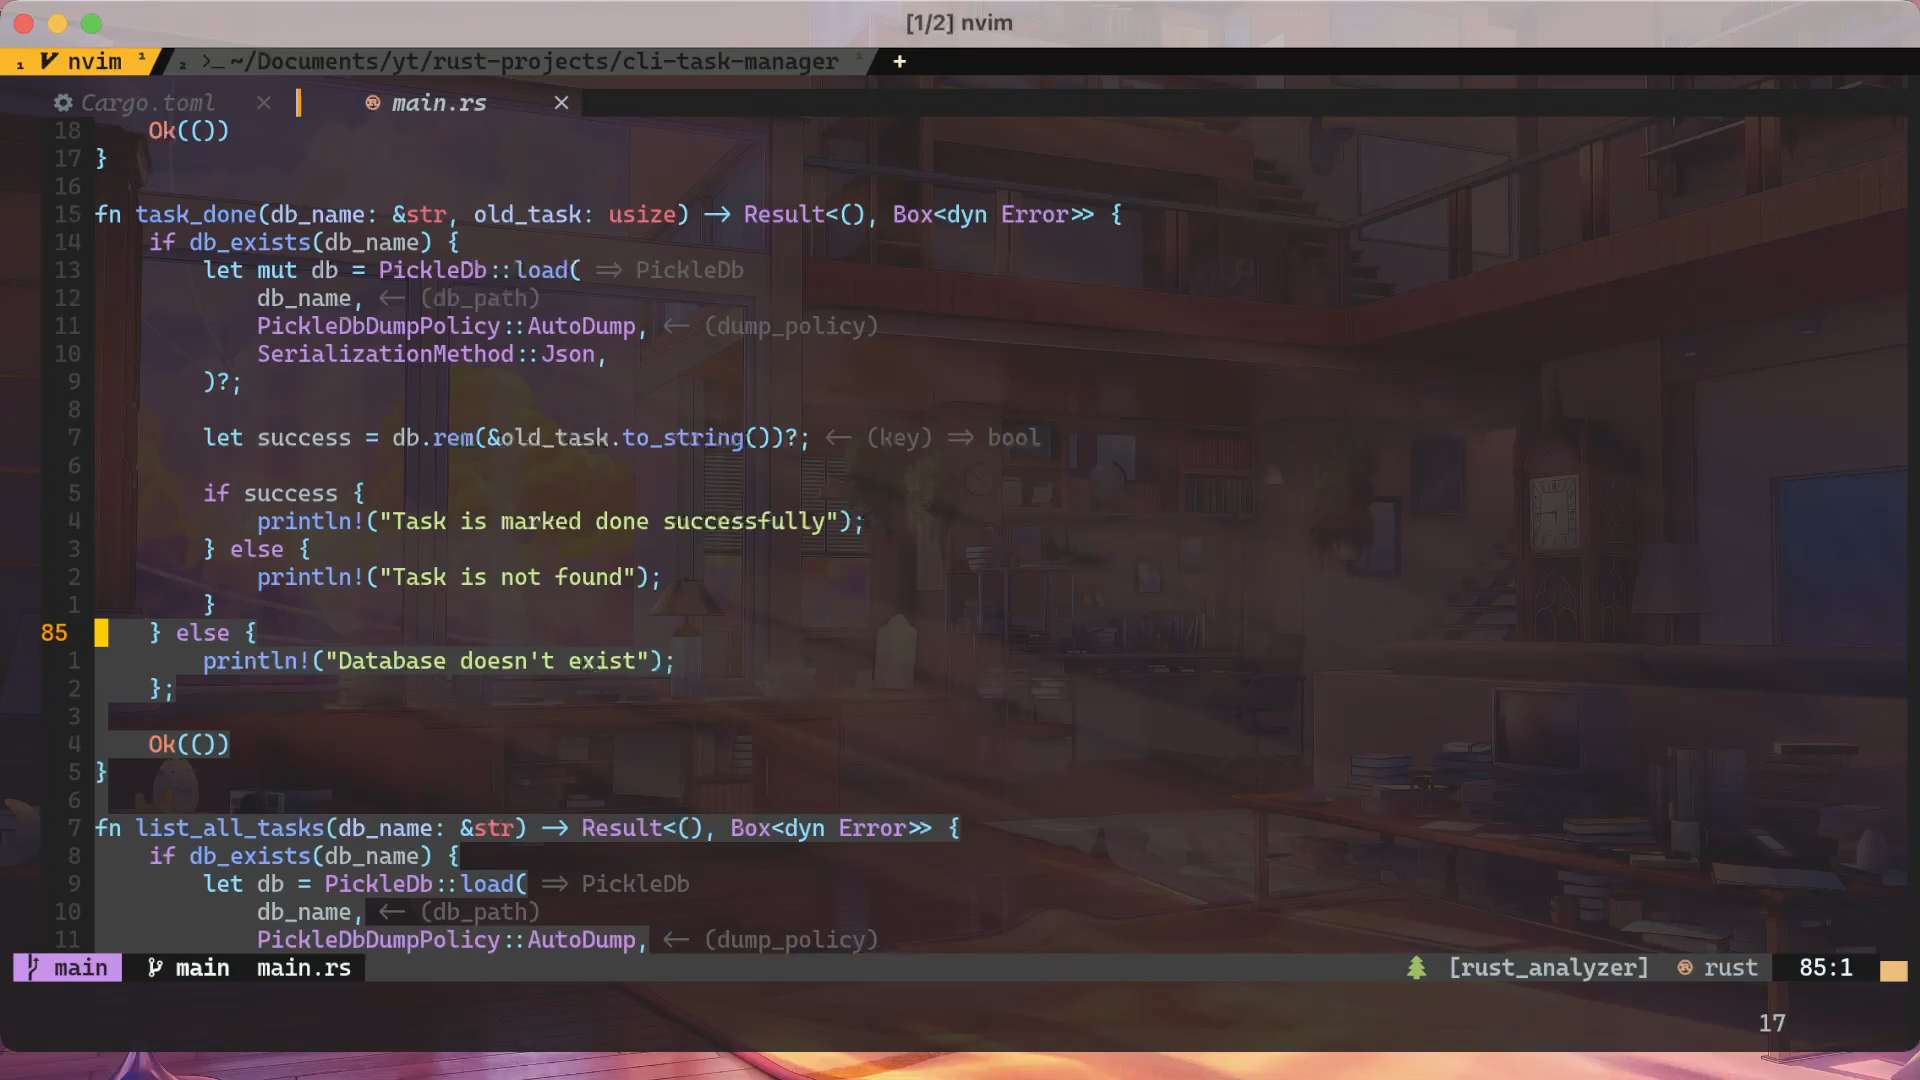 [1/2] nvim
1 nvim 1 2 >_ ~/Documents/yt/rust-projects/cli-task-manager 1 +
Cargo.toml × main.rs ×
18 Ok(())
17 }
16
15 fn task_done(db_name: &str, old_task: usize) -> Result<(), Box<dyn Error>> {
14 if db_exists(db_name) {
13 let mut db = PickleDb::load( => PickleDb
12 db_name, <- (db_path)
11 PickleDbDumpPolicy::AutoDump, <- (dump_policy)
10 SerializationMethod::Json,
9 )?;
8
7 let success = db.rem(&old_task.to_string())?; <- (key) => bool
6
5 if success {
4 println!("Task is marked done successfully");
3 } else {
2 println!("Task is not found");
1 }
85 } else {
1 println!("Database doesn't exist");
2 };
3
4 Ok(())
5 }
6
7 fn list_all_tasks(db_name: &str) -> Result<(), Box<dyn Error>> {
8 if db_exists(db_name) {
9 let db = PickleDb::load( => PickleDb
10 db_name, <- (db_path)
11 PickleDbDumpPolicy::AutoDump, <- (dump_policy)
main main main.rs [rust_analyzer] rust 85:1
17